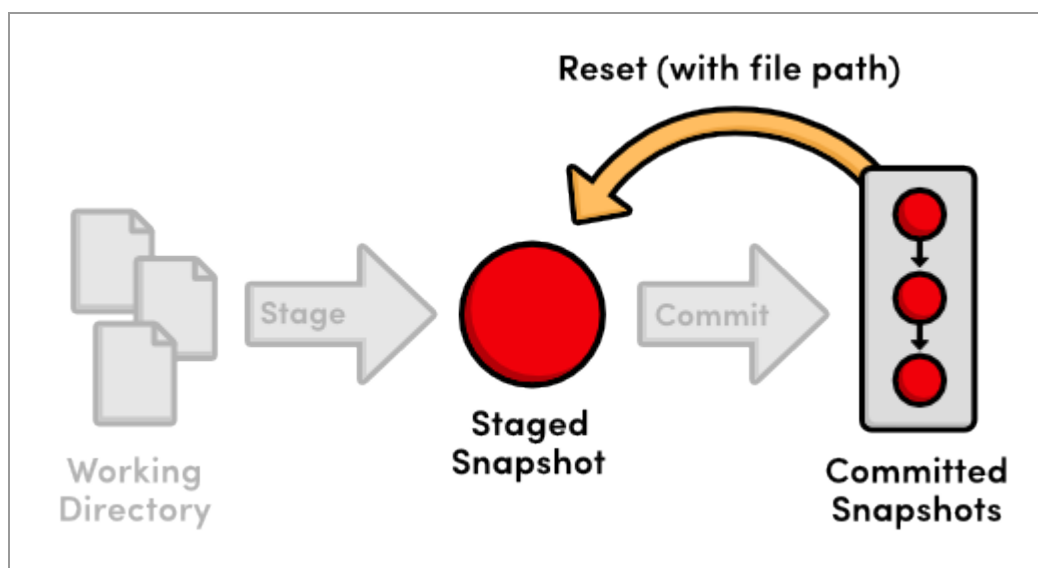 Reset (with file path)
Stage
Commit
Staged
Snapshot
Working
Directory
Committed
Snapshots